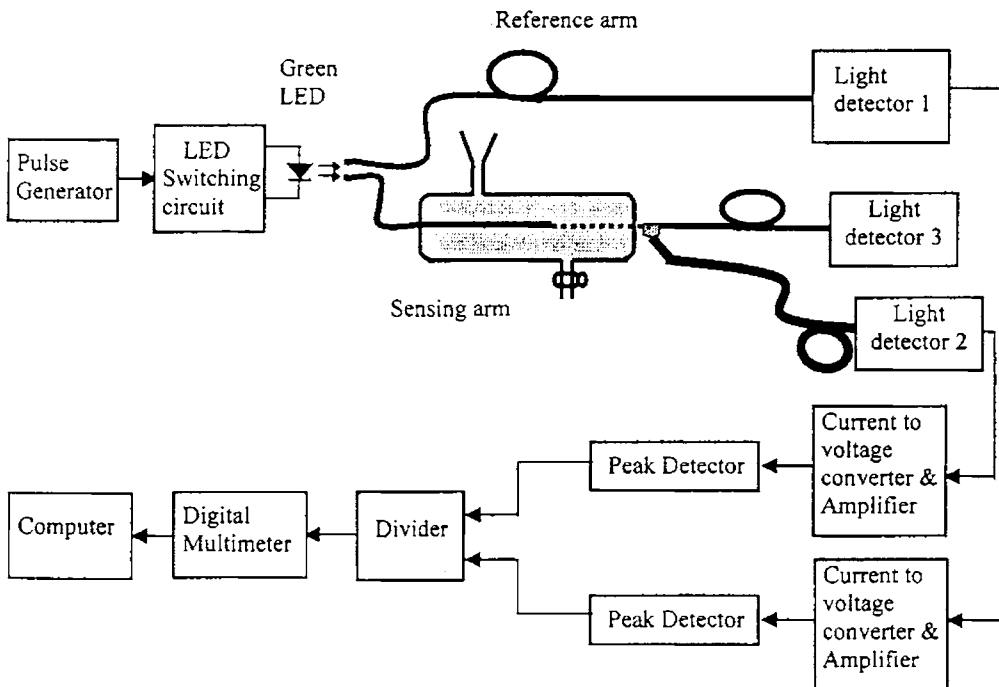 Reference arm
Green
LED
Light
detector 1
Pulse
Generator
LED
Switching
circuit
Light
detector 3
Sensing arm
Light
detector 2
Current to
voltage
converter &
Amplifier
Peak Detector
Computer
Digital
Multimeter
Divider
Peak Detector
Current to
voltage
converter &
Amplifier